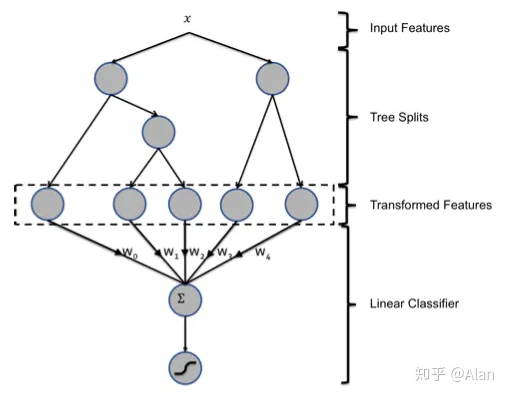 x
Input Features
Tree Splits
Transformed Features
W0 W1 W2 W3 W4
Σ
Linear Classifier
知乎 @Alan